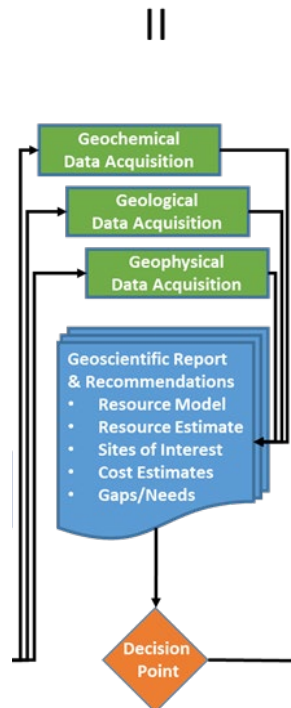 II
Geochemical
Data Acquisition
Geological
Data Acquisition
Geophysical
Data Acquisition
Geoscientific Report
& Recommendations
• Resource Model
• Resource Estimate
• Sites of Interest
• Cost Estimates
• Gaps/Needs
Decision
Point